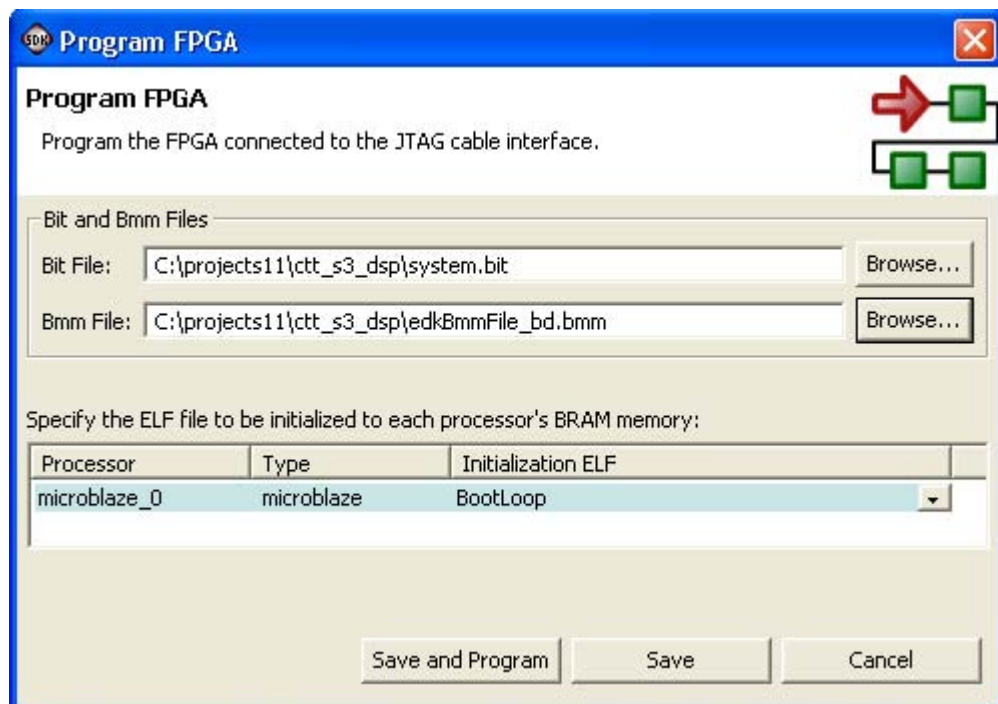 SDK Program FPGA
Program FPGA
Program the FPGA connected to the JTAG cable interface.
Bit and Bmm Files
Bit File: C:\projects11\ctt_s3_dsp\system.bit Browse...
Bmm File: C:\projects11\ctt_s3_dsp\edkBmmFile_bd.bmm Browse...
Specify the ELF file to be initialized to each processor's BRAM memory:
Processor Type Initialization ELF
microblaze_0 microblaze BootLoop
Save and Program Save Cancel